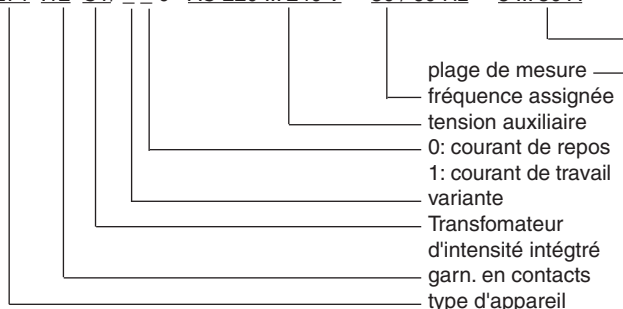 plage de mesure
fréquence assignée
tension auxiliaire
0: courant de repos
1: courant de travail
variante
Transfomateur
d'intensité intégtré
garn. en contacts
type d'appareil